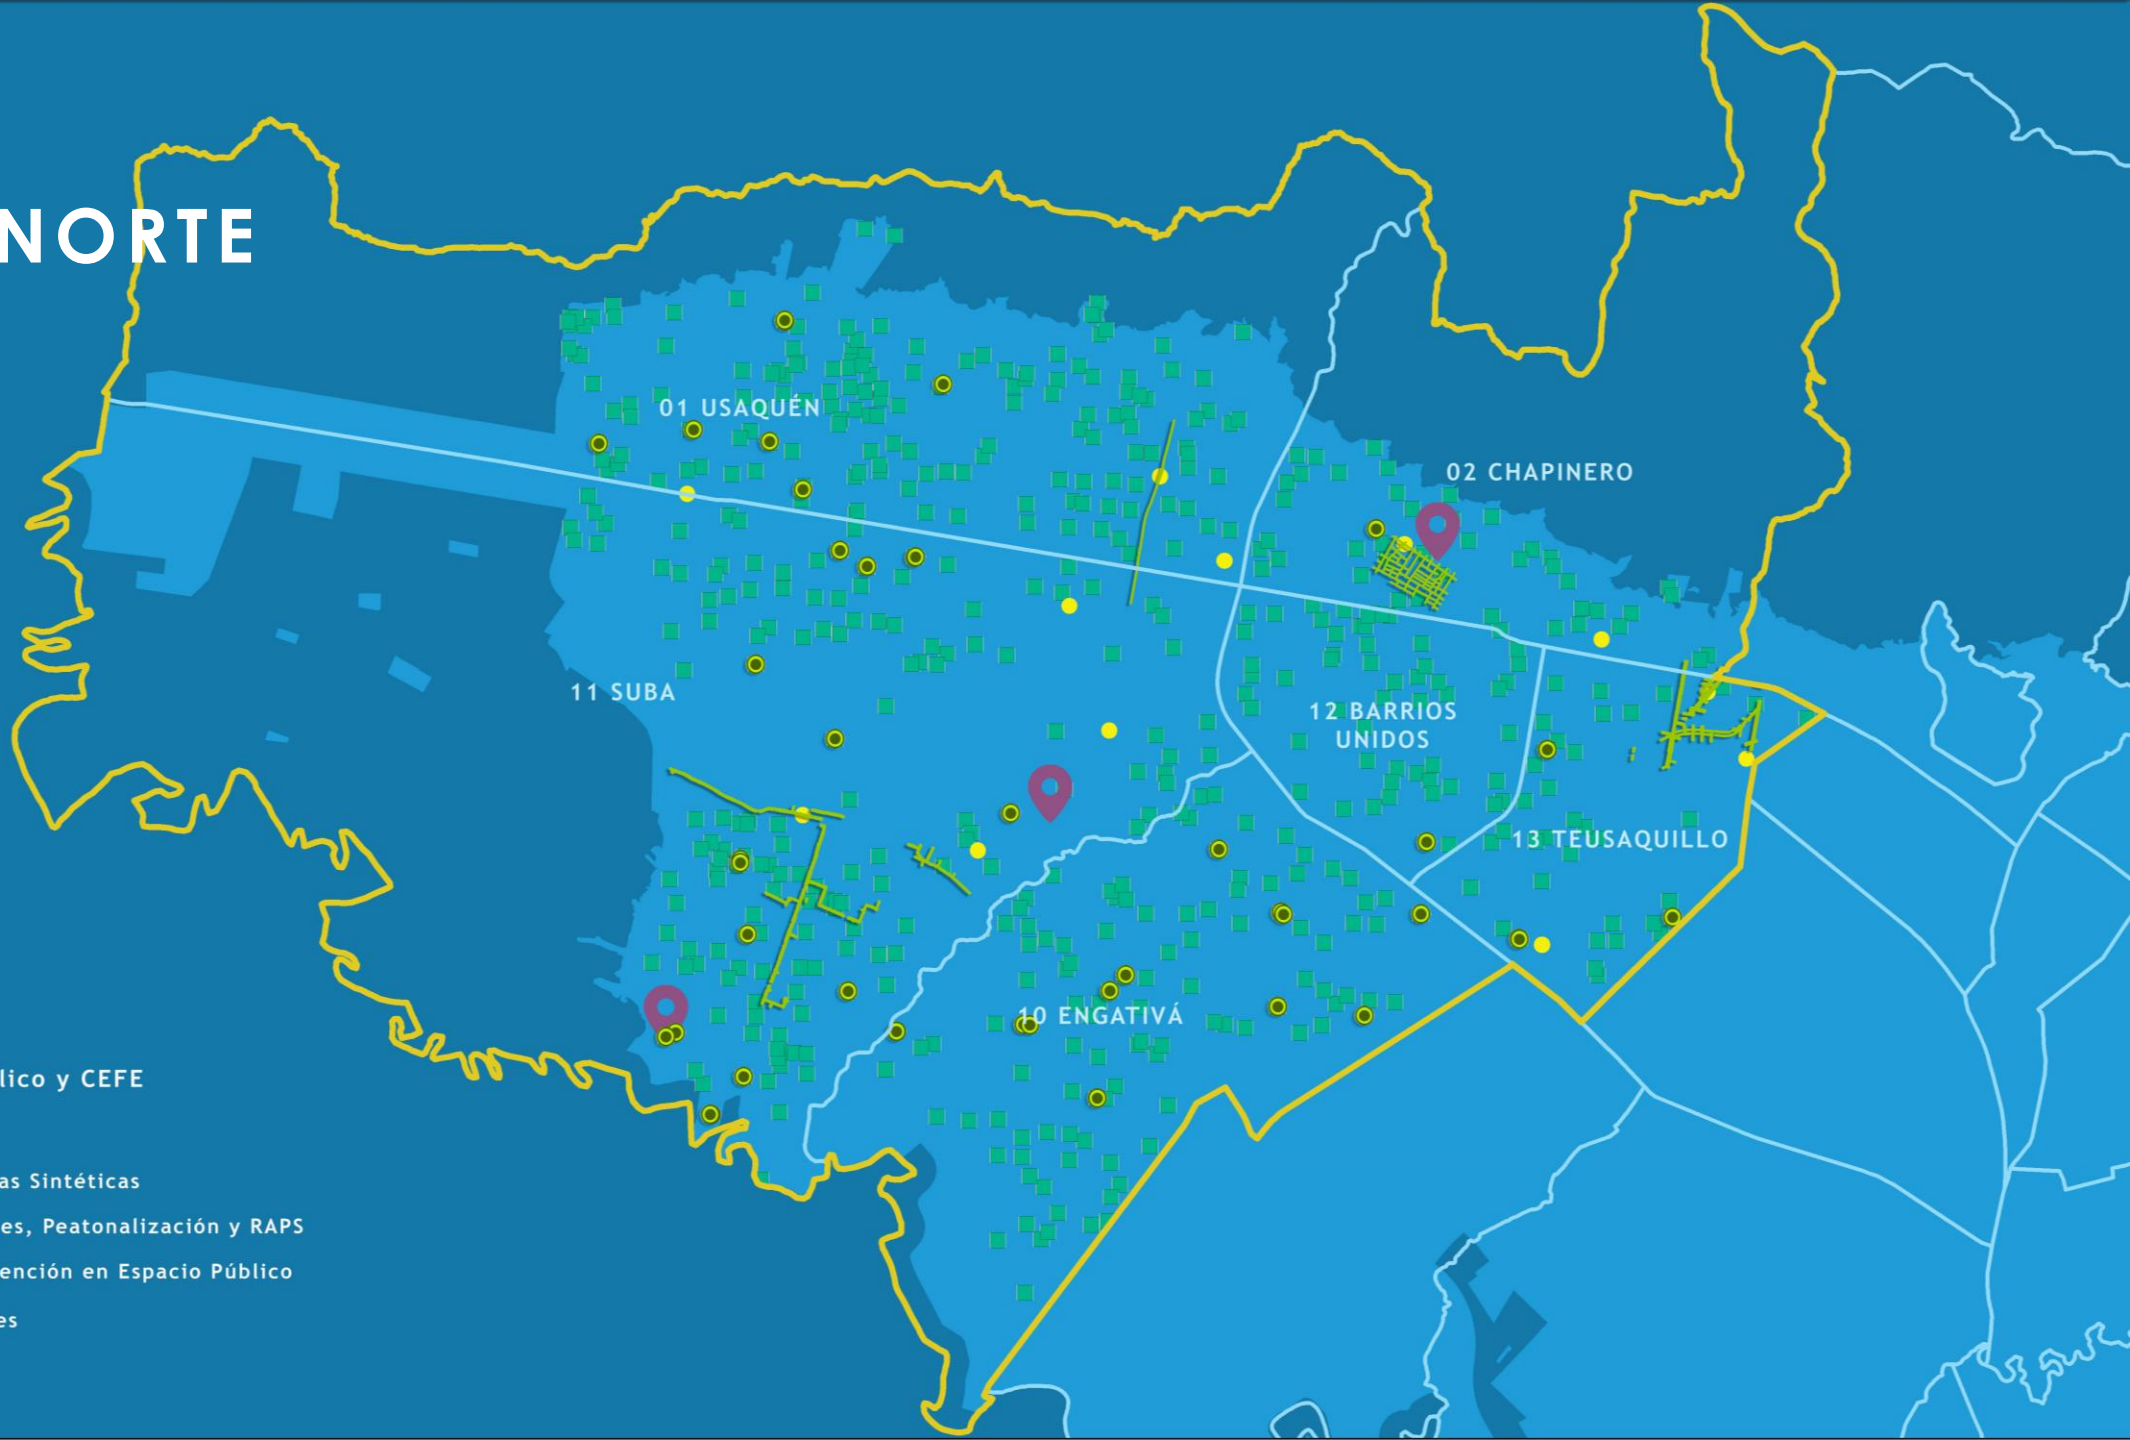 NORTE
01 USAQUÉN
02 CHAPINERO
11 SUBA
12 BARRIOS
UNIDOS
13 TEUSAQUILLO
10 ENGATIVÁ
lico y CEFE
as Sintéticas
es, Peatonalización y RAPS
ención en Espacio Público
es